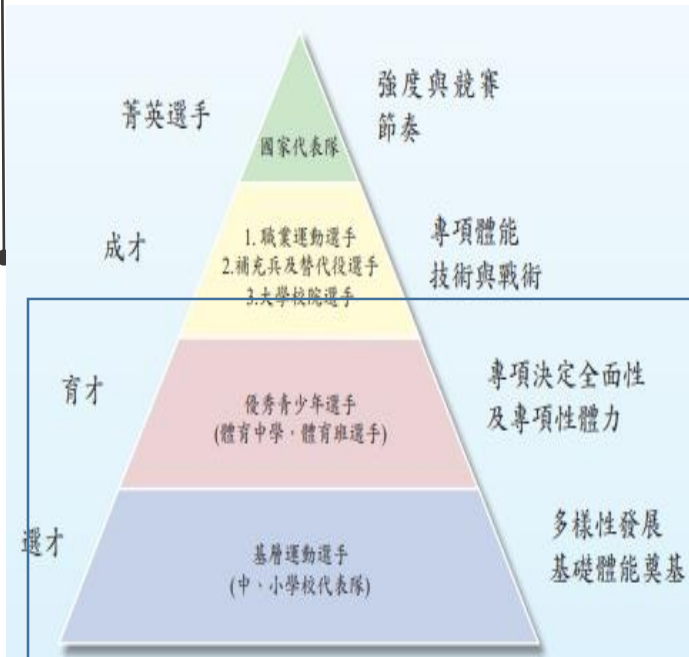 菁英選手
國家代表隊
強度與競賽
節奏
成才
1. 職業運動選手
2.補充兵及替代役選手
3.大學校院選手
專項體能
技術與戰術
育才
優秀青少年選手
(體育中學,體育班選手)
專項決定全面性
及專項性體力
選才
基層運動選手
(中、小學校代表隊)
多樣性發展
基礎體能奠基